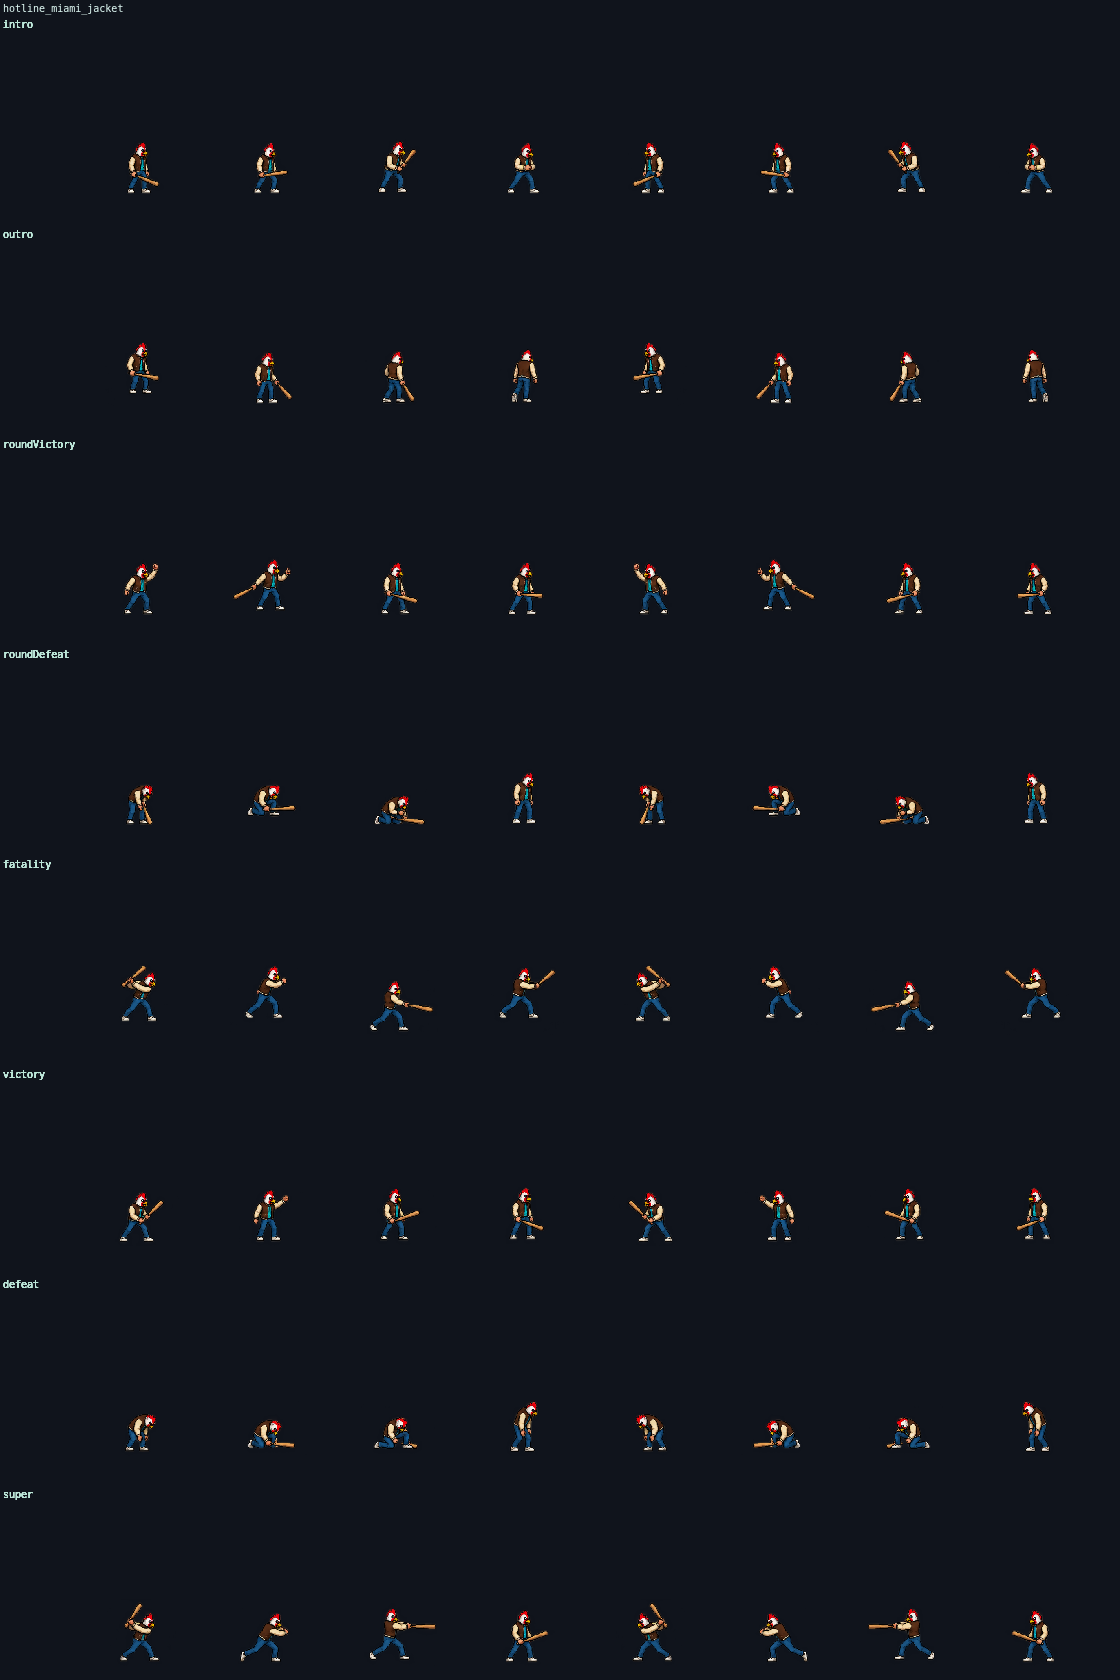 hotline_miami_jacket
intro
outro
roundVictory
roundDefeat
fatality
victory
defeat
super